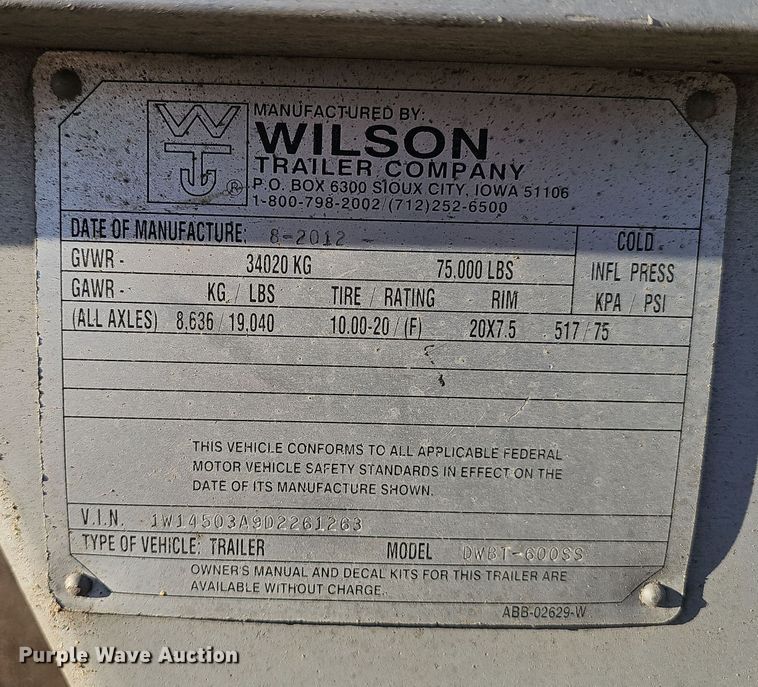 WT
®
MANUFACTURED BY:
WILSON
TRAILER COMPANY
P.O. BOX 6300 SIOUX CITY, IOWA 51106
1-800-798-2002 / (712)252-6500
DATE OF MANUFACTURE: 8-2012 COLD
GVWR - 34020 KG 75.000 LBS INFL PRESS
GAWR - KG / LBS TIRE / RATING RIM KPA / PSI
(ALL AXLES) 8,636 / 19,040 10.00-20 / (F) 20X7.5 517 / 75
THIS VEHICLE CONFORMS TO ALL APPLICABLE FEDERAL
MOTOR VEHICLE SAFETY STANDARDS IN EFFECT ON THE
DATE OF ITS MANUFACTURE SHOWN.
V.I.N. 1W14503A9D2261263
TYPE OF VEHICLE: TRAILER MODEL DWBT-600SS
OWNER'S MANUAL AND DECAL KITS FOR THIS TRAILER ARE
AVAILABLE WITHOUT CHARGE.
ABB-02629-W
Purple Wave Auction